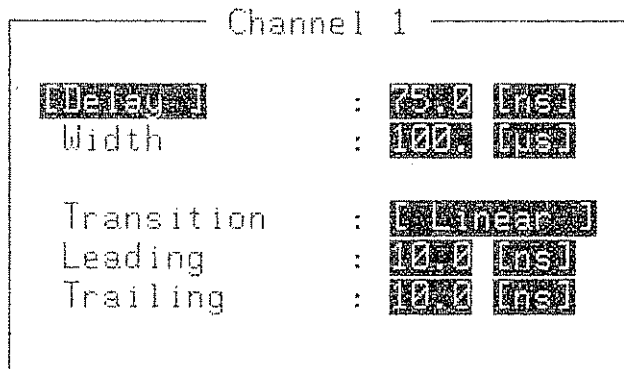 Channel 1
[Delay ] : 75.0 [ns]
Width : 100. [us]
Transition : [ Linear ]
Leading : 10.0 [ns]
Trailing : 10.0 [ns]